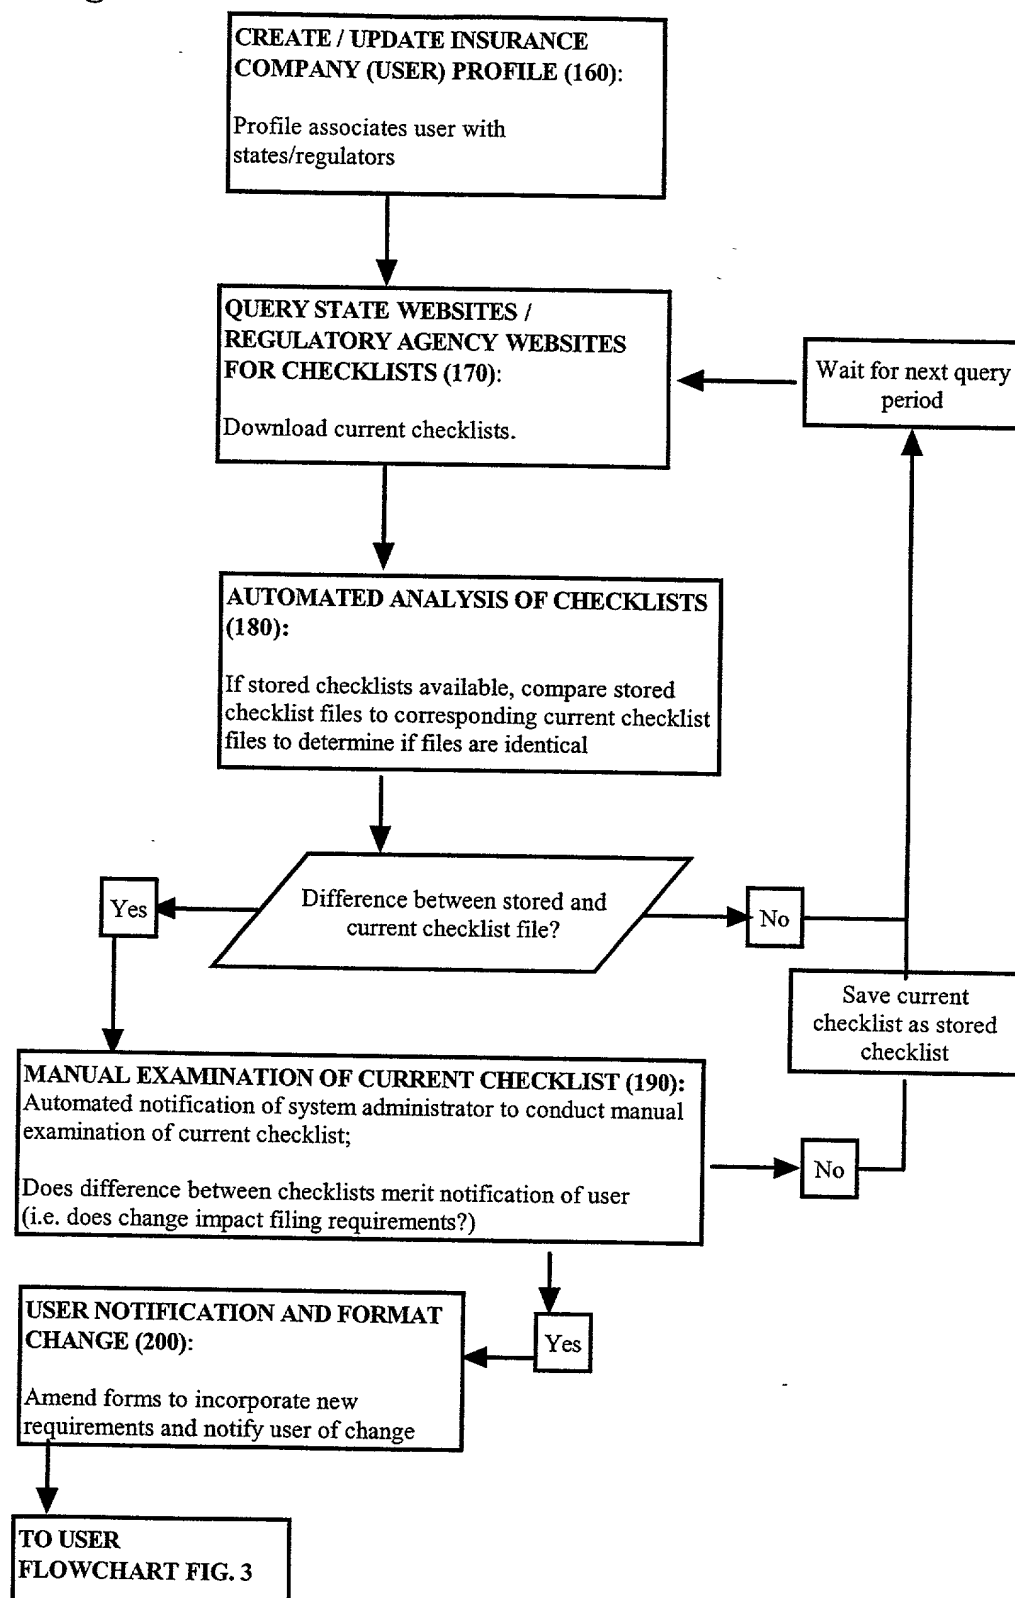 CREATE / UPDATE INSURANCE
COMPANY (USER) PROFILE (160):
Profile associates user with
states/regulators
QUERY STATE WEBSITES /
REGULATORY AGENCY WEBSITES
FOR CHECKLISTS (170):
Download current checklists.
Wait for next query
period
AUTOMATED ANALYSIS OF CHECKLISTS
(180):
If stored checklists available, compare stored
checklist files to corresponding current checklist
files to determine if files are identical
Yes
Difference between stored and
current checklist file?
No
Save current
checklist as stored
checklist
MANUAL EXAMINATION OF CURRENT CHECKLIST (190):
Automated notification of system administrator to conduct manual
examination of current checklist;
Does difference between checklists merit notification of user
(i.e. does change impact filing requirements?)
No
Yes
USER NOTIFICATION AND FORMAT
CHANGE (200):
Amend forms to incorporate new
requirements and notify user of change
TO USER
FLOWCHART FIG. 3